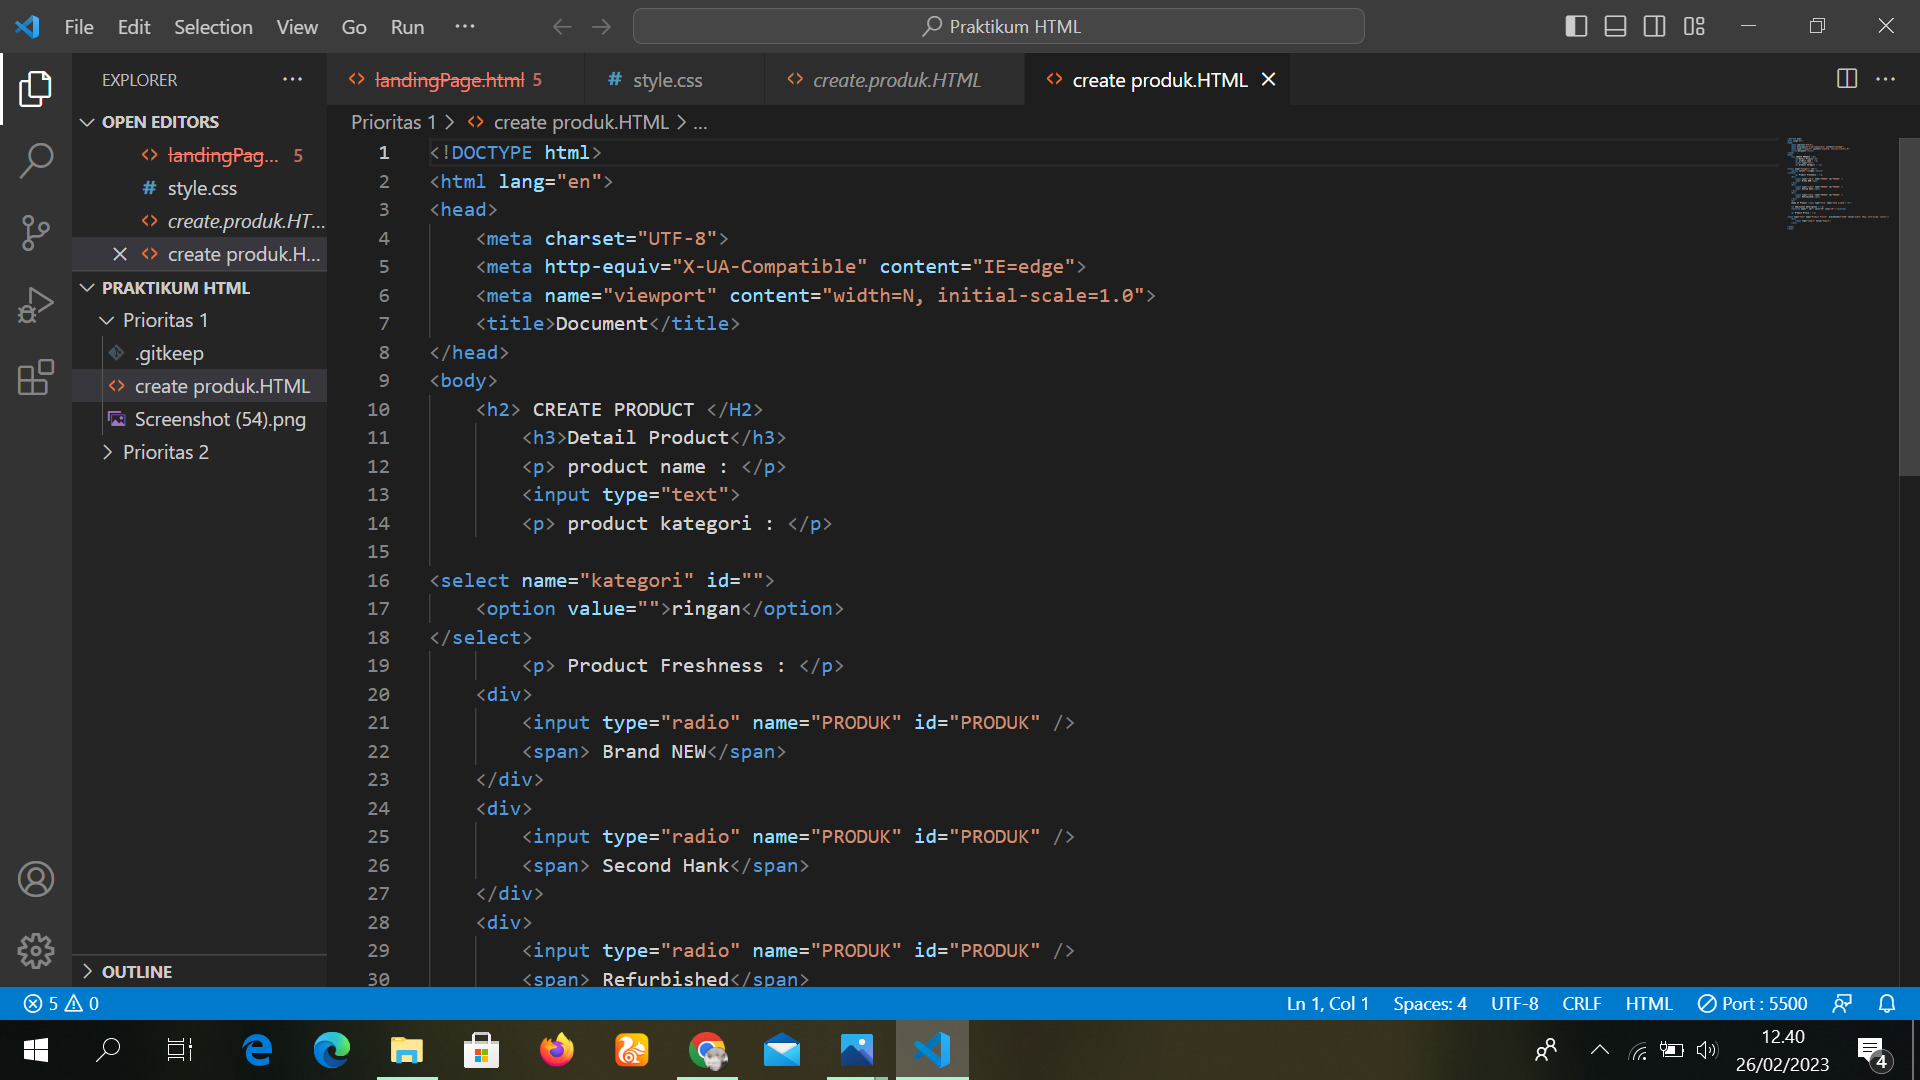 File Edit Selection View Go Run ...
Praktikum HTML
EXPLORER
OPEN EDITORS
landingPag... 5
style.css
create.produk.HT...
create produk.H...
PRAKTIKUM HTML
Prioritas 1
.gitkeep
create produk.HTML
Screenshot (54).png
Prioritas 2
OUTLINE
landingPage.html 5
style.css
create.produk.HTML
create produk.HTML
Prioritas 1 > create produk.HTML > ...
1 <!DOCTYPE html>
2 <html lang="en">
3 <head>
4 <meta charset="UTF-8">
5 <meta http-equiv="X-UA-Compatible" content="IE=edge">
6 <meta name="viewport" content="width=N, initial-scale=1.0">
7 <title>Document</title>
8 </head>
9 <body>
10 <h2> CREATE PRODUCT </H2>
11 <h3>Detail Product</h3>
12 <p> product name : </p>
13 <input type="text">
14 <p> product kategori : </p>
15
16 <select name="kategori" id="">
17 <option value="">ringan</option>
18 </select>
19 <p> Product Freshness : </p>
20 <div>
21 <input type="radio" name="PRODUK" id="PRODUK" />
22 <span> Brand NEW</span>
23 </div>
24 <div>
25 <input type="radio" name="PRODUK" id="PRODUK" />
26 <span> Second Hank</span>
27 </div>
28 <div>
29 <input type="radio" name="PRODUK" id="PRODUK" />
30 <span> Refurbished</span>
5 0
Ln 1, Col 1 Spaces: 4 UTF-8 CRLF HTML Port : 5500
12.40
26/02/2023
4